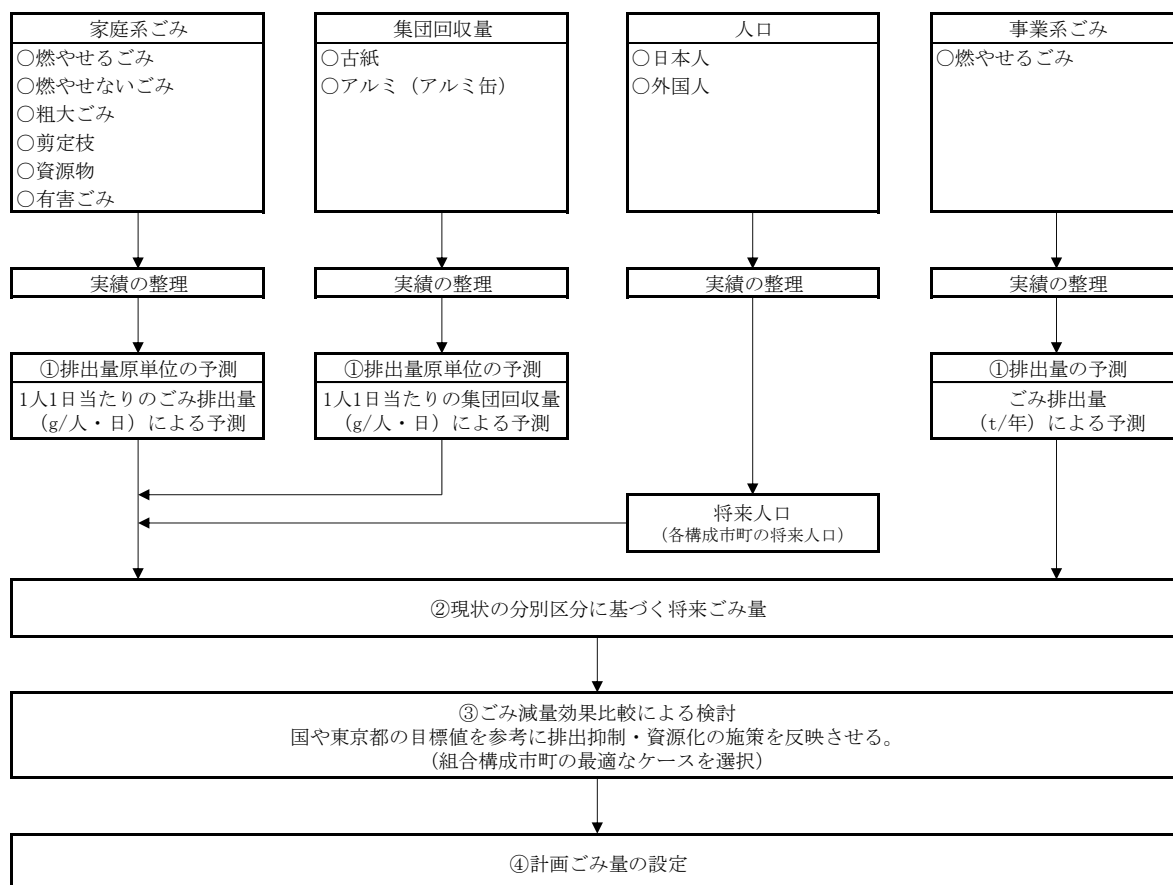 家庭系ごみ
○燃やせるごみ
○燃やせないごみ
○粗大ごみ
○剪定枝
○資源物
○有害ごみ
集団回収量
○古紙
○アルミ（アルミ缶）
人口
○日本人
○外国人
事業系ごみ
○燃やせるごみ
実績の整理
実績の整理
実績の整理
実績の整理
①排出量原単位の予測
1人1日当たりのごみ排出量
（g/人・日）による予測
①排出量原単位の予測
1人1日当たりの集団回収量
（g/人・日）による予測
①排出量の予測
ごみ排出量
（t/年）による予測
将来人口
（各構成市町の将来人口）
②現状の分別区分に基づく将来ごみ量
③ごみ減量効果比較による検討
国や東京都の目標値を参考に排出抑制・資源化の施策を反映させる。
（組合構成市町の最適なケースを選択）
④計画ごみ量の設定